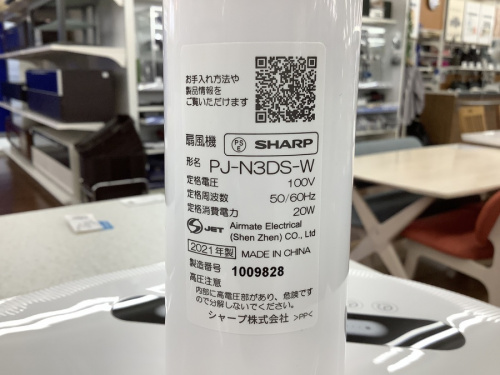 お手入れ方法や
製品情報を
ご覧いただけます
扇風機 PSE SHARP
形名 PJ-N3DS-W
定格電圧 100V
定格周波数 50/60Hz
定格消費電力 20W
S JET Airmate Electrical
(Shen Zhen) CO., Ltd
2021年製 MADE IN CHINA
製造番号 1009828
高圧注意
内部に高電圧部があり、危険です
ので分解しないでください。
シャープ株式会社 >PP<